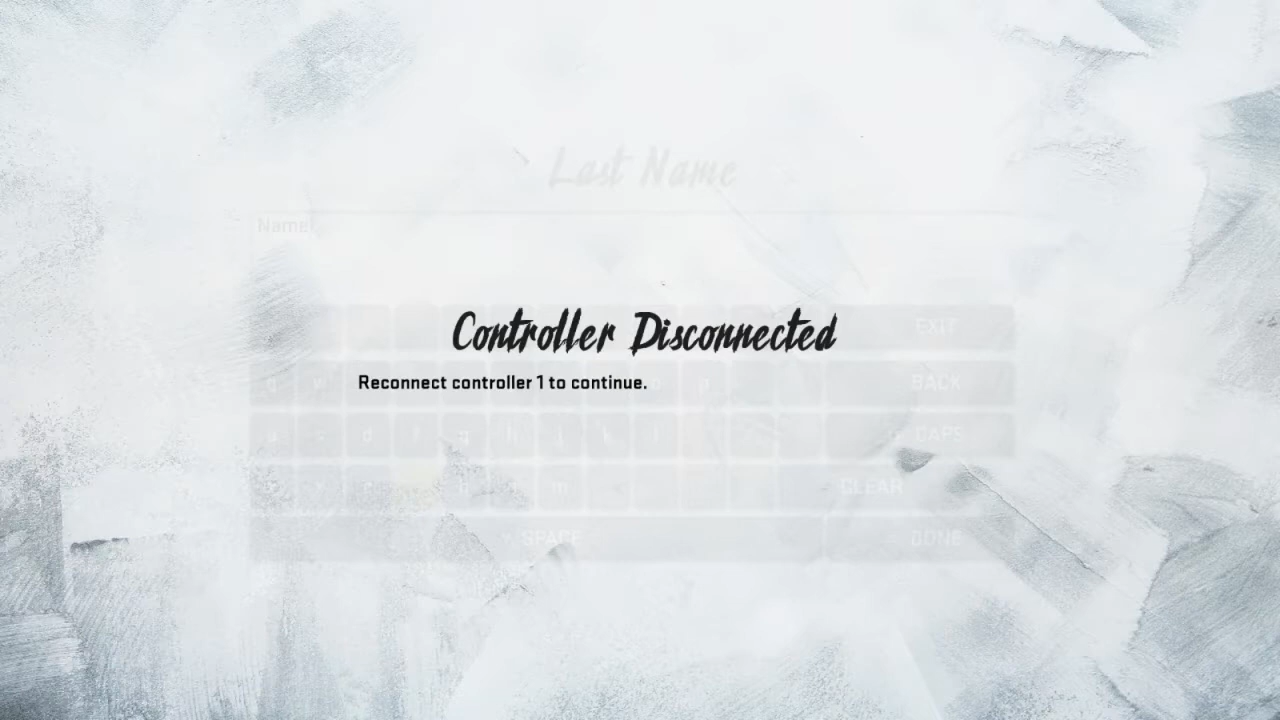 Last Name
Name
Controller Disconnected
EXIT
Reconnect controller 1 to continue.
q w o p BACK
a s d f g h j k l CAPS
n m CLEAR
SPACE DONE